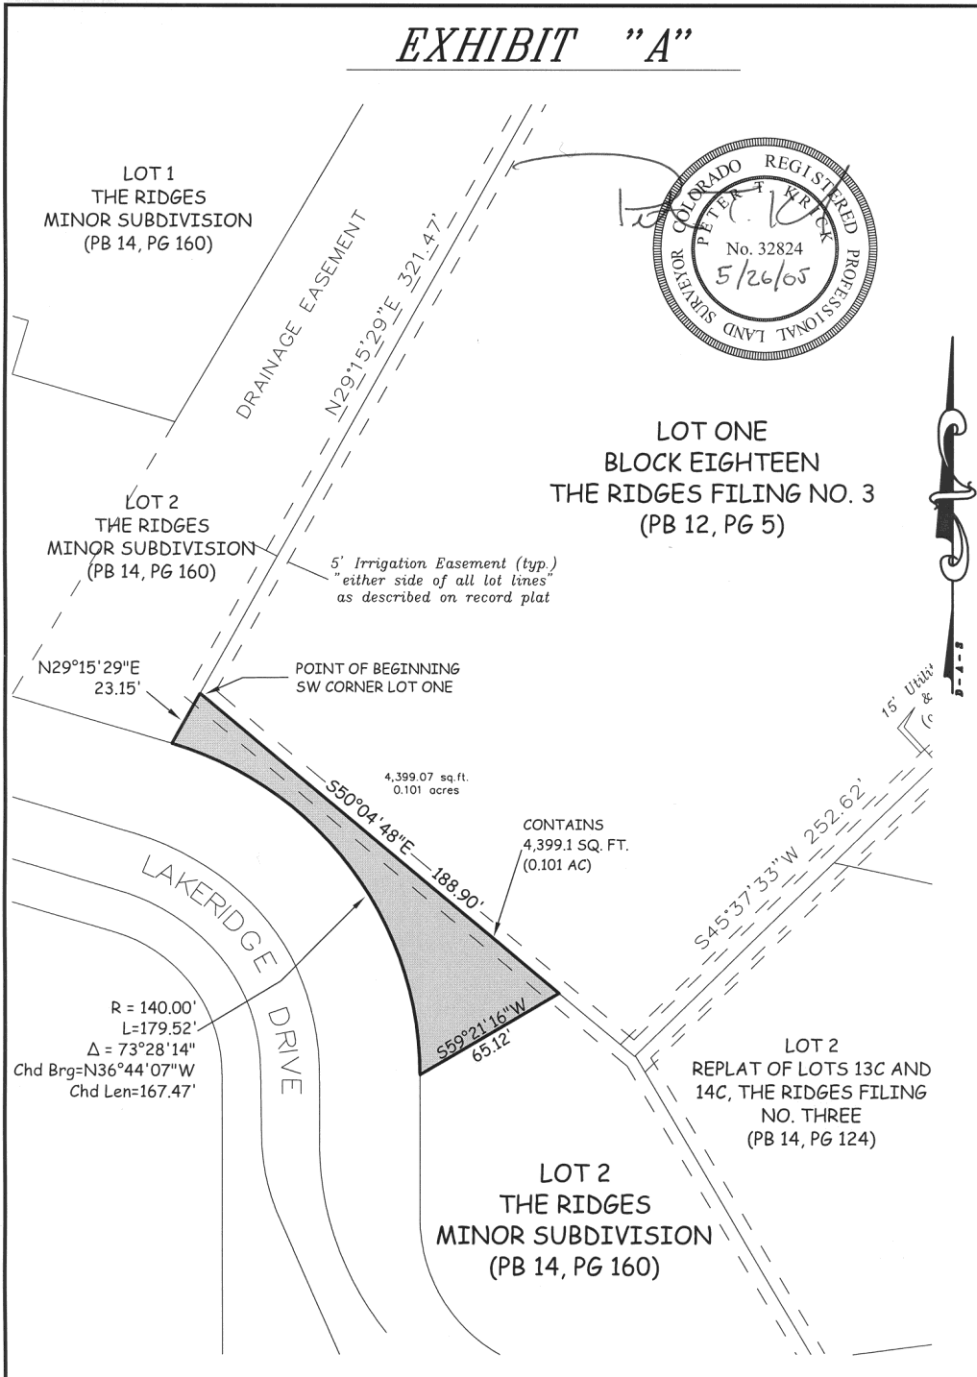 EXHIBIT "A"
LOT 1
THE RIDGES
MINOR SUBDIVISION
(PB 14, PG 160)
COLORADO REGISTERED
PROFESSIONAL LAND SURVEYOR
PETER T. KRICK
No. 32824
5/26/05
DRAINAGE EASEMENT
N29°15'29"E 321.47'
LOT ONE
BLOCK EIGHTEEN
THE RIDGES FILING NO. 3
(PB 12, PG 5)
LOT 2
THE RIDGES
MINOR SUBDIVISION
(PB 14, PG 160)
5' Irrigation Easement (typ.)
"either side of all lot lines"
as described on record plat
N29°15'29"E
23.15'
POINT OF BEGINNING
SW CORNER LOT ONE
15' Utili
&
D-A-B
4,399.07 sq.ft.
0.101 acres
S50°04'48"E 188.90'
CONTAINS
4,399.1 SQ. FT.
(0.101 AC)
S45°37'33"W 252.62'
LAKERIDGE DRIVE
R = 140.00'
L=179.52'
Δ = 73°28'14"
Chd Brg=N36°44'07"W
Chd Len=167.47'
S59°21'16"W
65.12'
LOT 2
REPLAT OF LOTS 13C AND
14C, THE RIDGES FILING
NO. THREE
(PB 14, PG 124)
LOT 2
THE RIDGES
MINOR SUBDIVISION
(PB 14, PG 160)